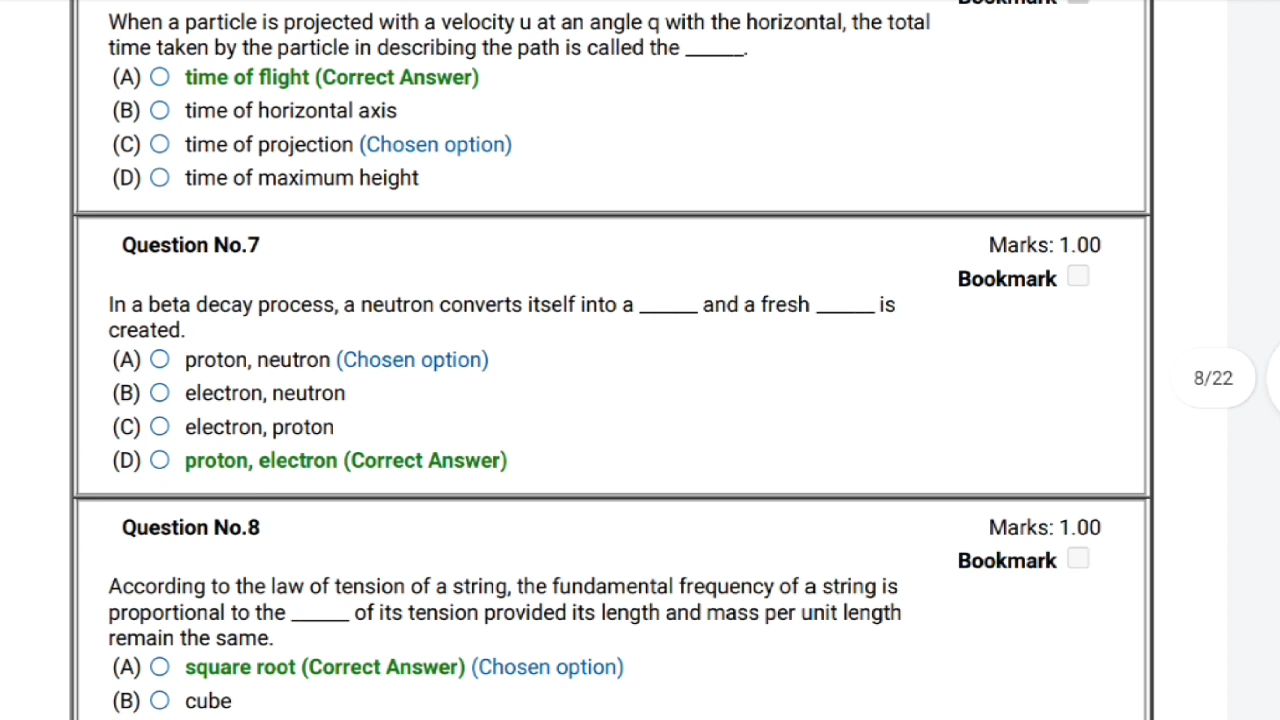 When a particle is projected with a velocity u at an angle q with the horizontal, the total
time taken by the particle in describing the path is called the _____.
(A) time of flight (Correct Answer)
(B) time of horizontal axis
(C) time of projection (Chosen option)
(D) time of maximum height
Question No.7 Marks: 1.00
Bookmark
In a beta decay process, a neutron converts itself into a _____ and a fresh _____ is
created.
(A) proton, neutron (Chosen option)
(B) electron, neutron
(C) electron, proton
(D) proton, electron (Correct Answer)
8/22
Question No.8 Marks: 1.00
Bookmark
According to the law of tension of a string, the fundamental frequency of a string is
proportional to the _____ of its tension provided its length and mass per unit length
remain the same.
(A) square root (Correct Answer) (Chosen option)
(B) cube